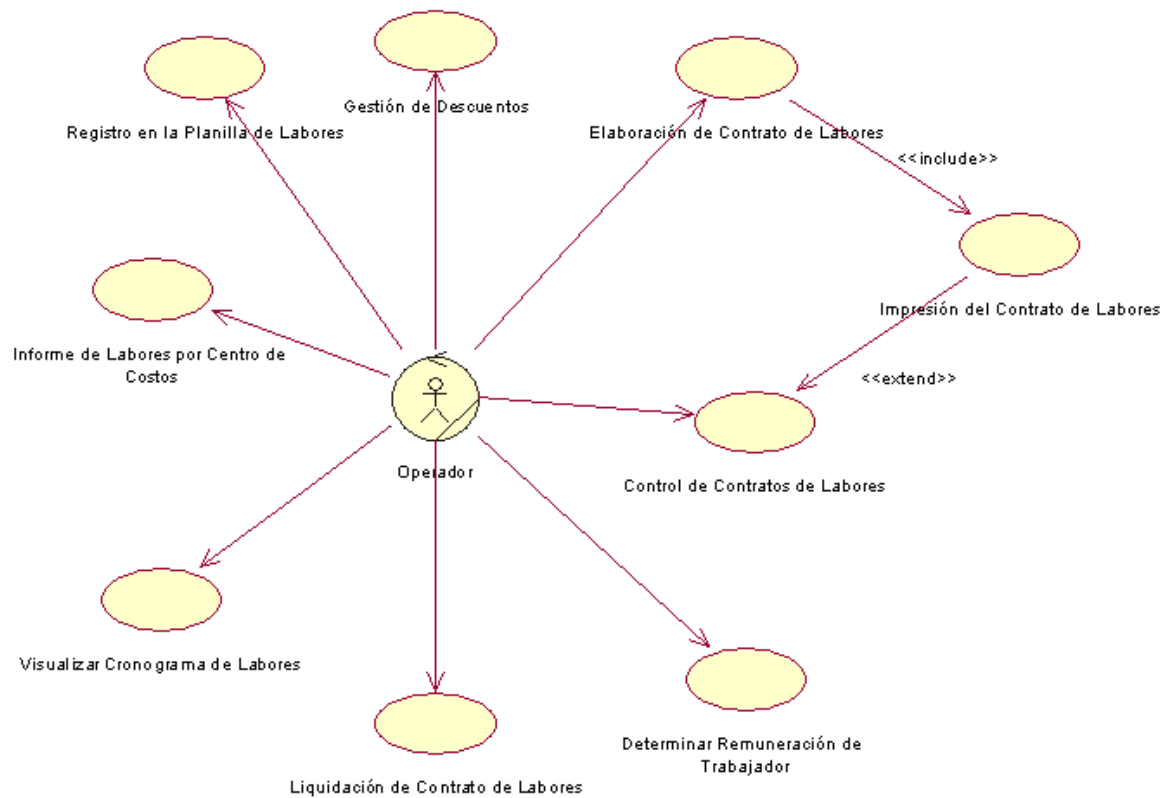 Gestión de Descuentos
Registro en la Planilla de Labores
Elaboración de Contrato de Labores
<<include>>
Impresión del Contrato de Labores
Informe de Labores por Centro de
Costos
<<extend>>
Operador
Control de Contratos de Labores
Visualizar Cronograma de Labores
Determinar Remuneración de
Trabajador
Liquidación de Contrato de Labores